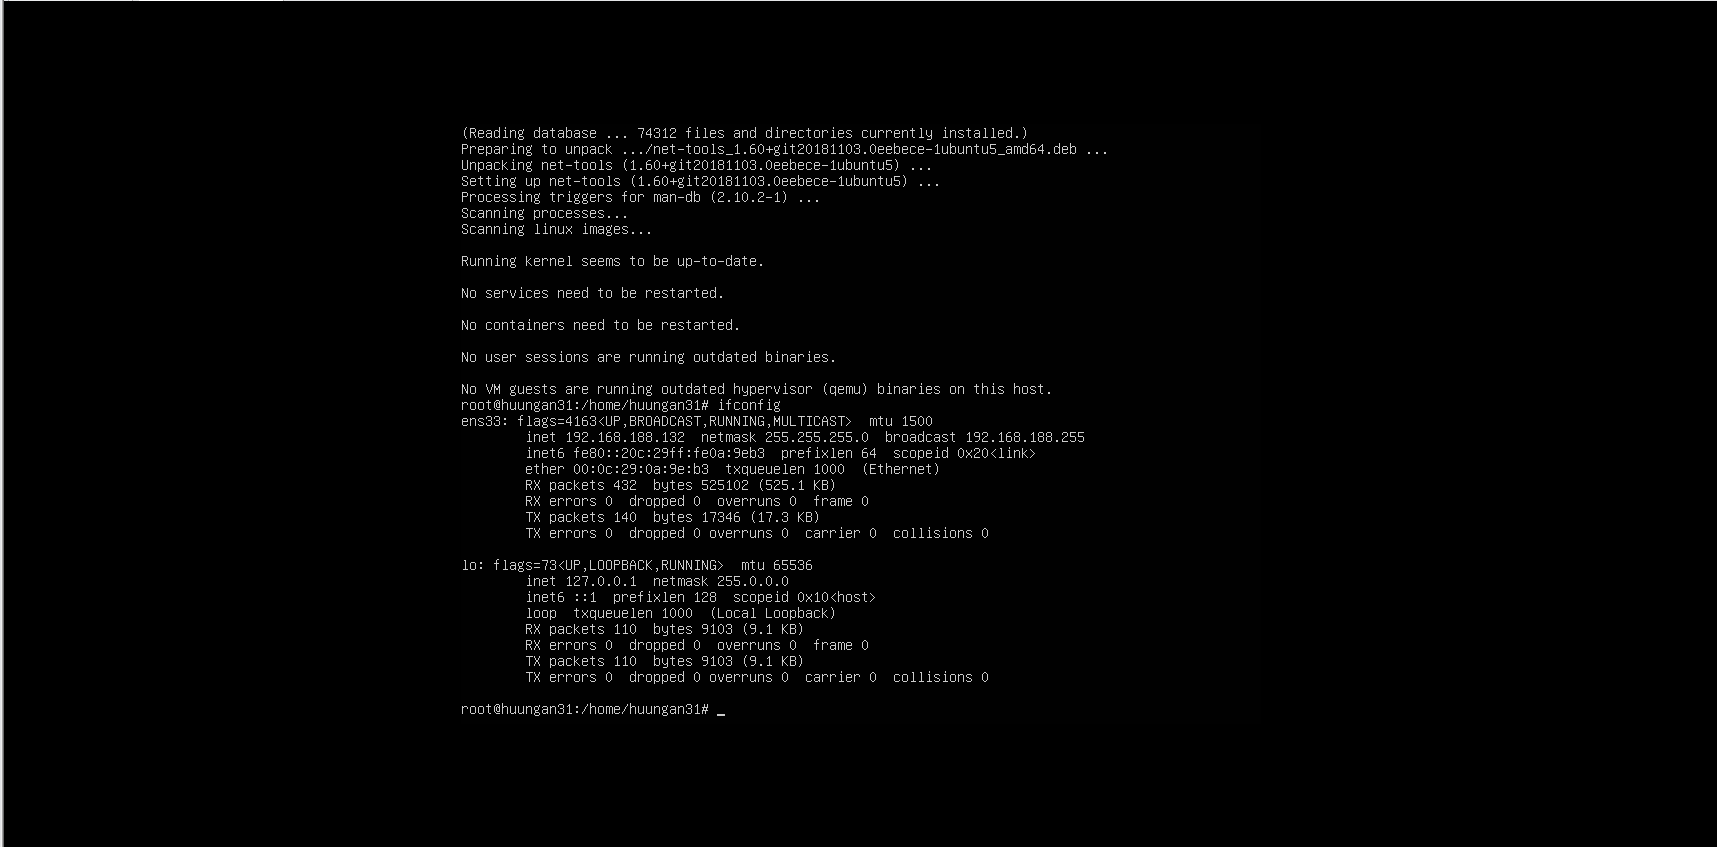 (Reading database ... 74312 files and directories currently installed.)
Preparing to unpack .../net-tools_1.60+git20181103.0eebece-1ubuntu5_amd64.deb ...
Unpacking net-tools (1.60+git20181103.0eebece-1ubuntu5) ...
Setting up net-tools (1.60+git20181103.0eebece-1ubuntu5) ...
Processing triggers for man-db (2.10.2-1) ...
Scanning processes...
Scanning linux images...
Running kernel seems to be up-to-date.
No services need to be restarted.
No containers need to be restarted.
No user sessions are running outdated binaries.
No VM guests are running outdated hypervisor (qemu) binaries on this host.
root@huungan31:/home/huungan31# ifconfig
ens33: flags=4163<UP,BROADCAST,RUNNING,MULTICAST>  mtu 1500
        inet 192.168.188.132  netmask 255.255.255.0  broadcast 192.168.188.255
        inet6 fe80::20c:29ff:fe0a:9eb3  prefixlen 64  scopeid 0x20<link>
        ether 00:0c:29:0a:9e:b3  txqueuelen 1000  (Ethernet)
        RX packets 432  bytes 525102 (525.1 KB)
        RX errors 0  dropped 0  overruns 0  frame 0
        TX packets 140  bytes 17346 (17.3 KB)
        TX errors 0  dropped 0 overruns 0  carrier 0  collisions 0
lo: flags=73<UP,LOOPBACK,RUNNING>  mtu 65536
        inet 127.0.0.1  netmask 255.0.0.0
        inet6 ::1  prefixlen 128  scopeid 0x10<host>
        loop  txqueuelen 1000  (Local Loopback)
        RX packets 110  bytes 9103 (9.1 KB)
        RX errors 0  dropped 0  overruns 0  frame 0
        TX packets 110  bytes 9103 (9.1 KB)
        TX errors 0  dropped 0 overruns 0  carrier 0  collisions 0
root@huungan31:/home/huungan31# _